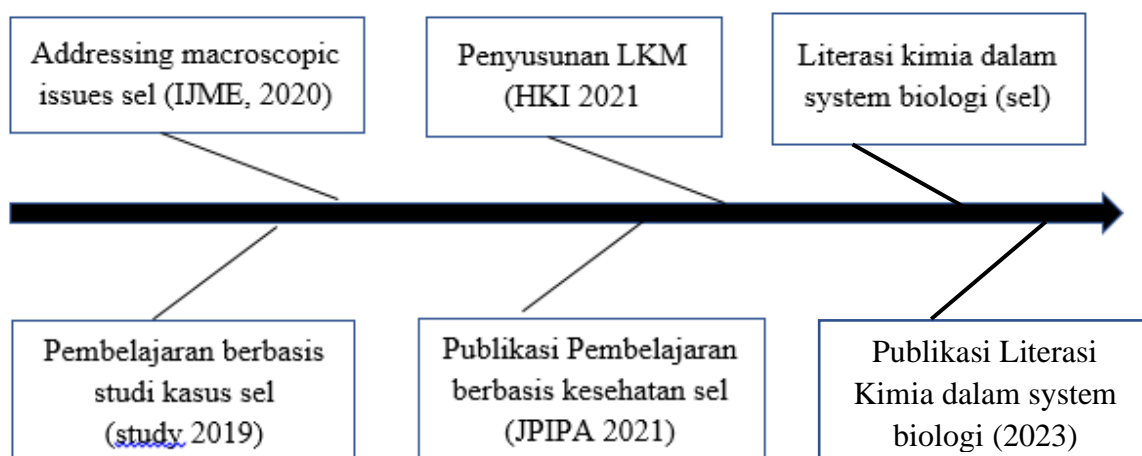 Addressing macroscopic
issues sel (IJME, 2020)
Penyusunan LKM
(HKI 2021
Literasi kimia dalam
system biologi (sel)
Pembelajaran berbasis
studi kasus sel
(study 2019)
Publikasi Pembelajaran
berbasis kesehatan sel
(JPIPA 2021)
Publikasi Literasi
Kimia dalam system
biologi (2023)